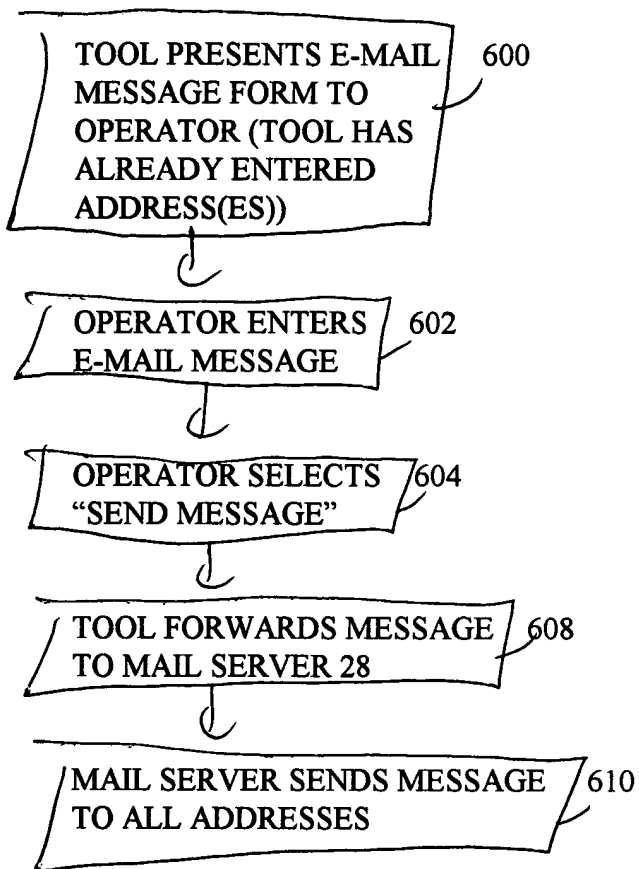 TOOL PRESENTS E-MAIL 600
MESSAGE FORM TO
OPERATOR (TOOL HAS
ALREADY ENTERED
ADDRESS(ES))
OPERATOR ENTERS 602
E-MAIL MESSAGE
OPERATOR SELECTS 604
“SEND MESSAGE”
TOOL FORWARDS MESSAGE 608
TO MAIL SERVER 28
MAIL SERVER SENDS MESSAGE 610
TO ALL ADDRESSES